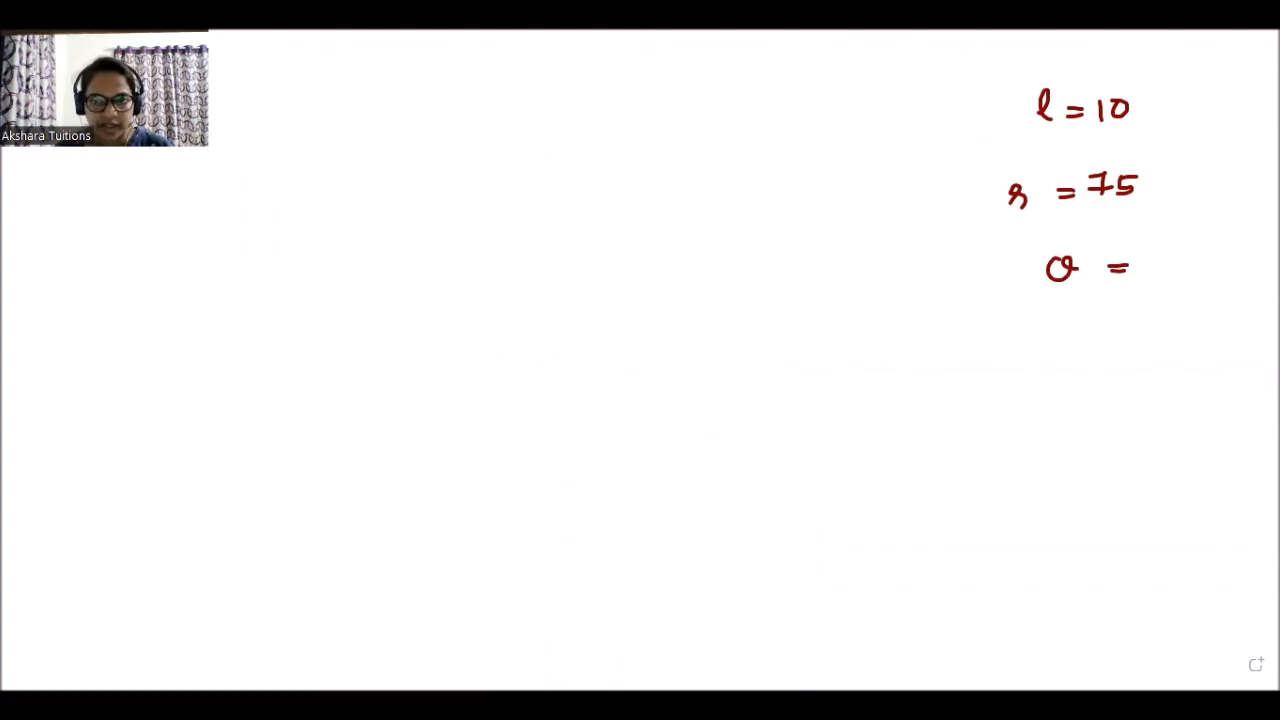 Akshara Tuitions
l = 10
r = 75
θ =